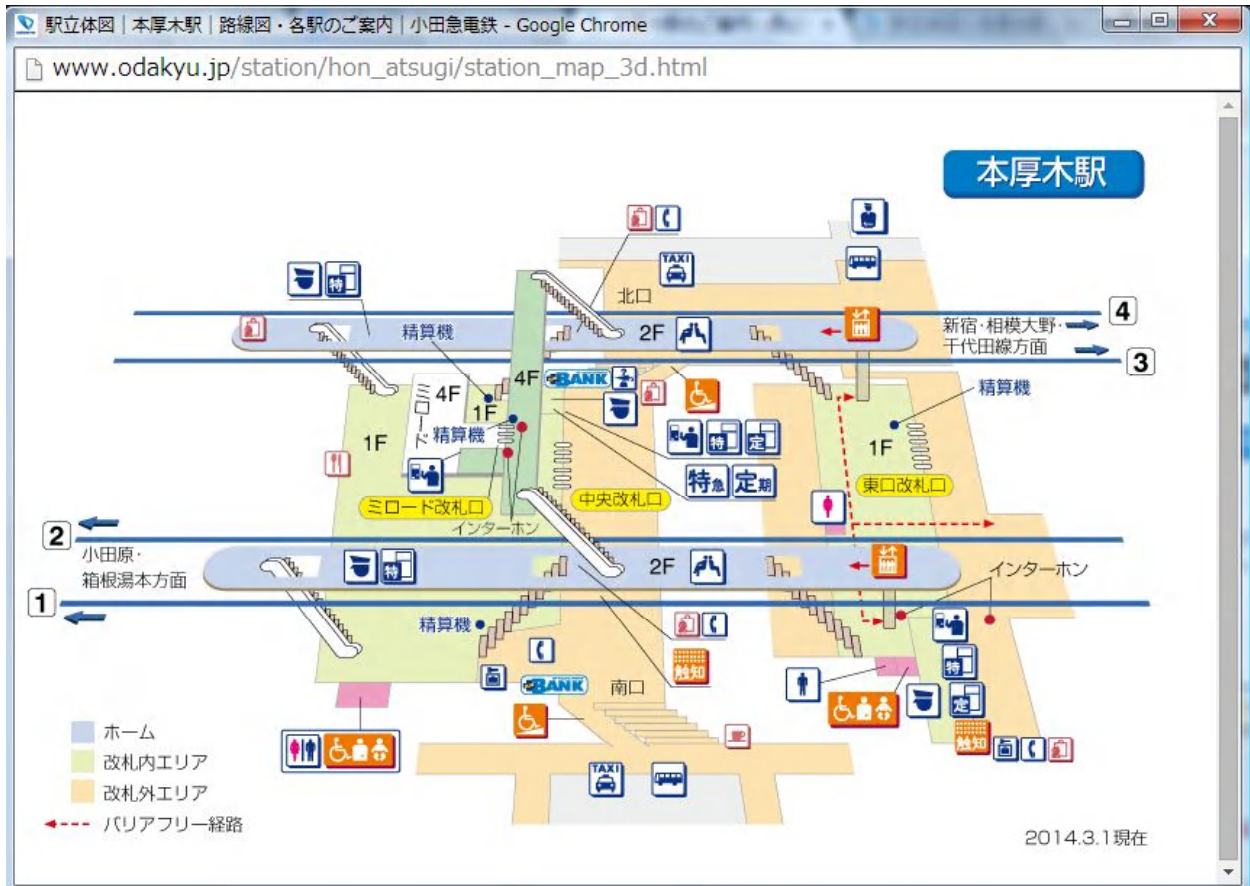 駅立体図 | 本厚木駅 | 路線図・各駅のご案内 | 小田急電鉄 - Google Chrome
www.odakyu.jp/station/hon_atsugi/station_map_3d.html
本厚木駅
TAXI
特
北口
4
精算機
2F
新宿・相模大野・
千代田線方面
3
4F
BANK
4F
1F
ミロード
精算機
精算機
1F
特
定
1F
特急
定期
ミロード改札口
中央改札口
東口改札口
インターホン
2
小田原・
箱根湯本方面
特
2F
インターホン
1
精算機
触知
特
BANK
南口
定
触知
ホーム
改札内エリア
改札外エリア
バリアフリー経路
TAXI
2014.3.1現在